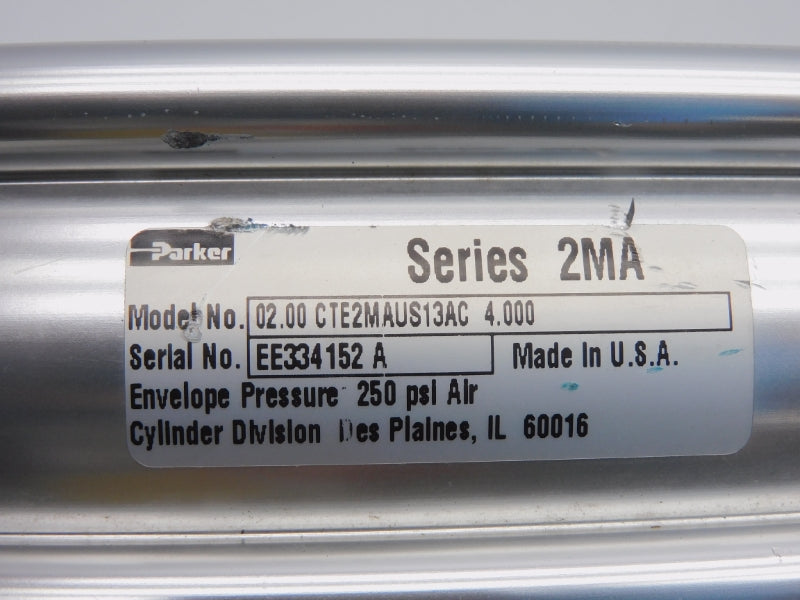 Parker
Series 2MA
Model No. 02.00 CTE2MAUS13AC 4.000
Serial No. EE334152 A Made In U.S.A.
Envelope Pressure 250 psi Air
Cylinder Division Des Plaines, IL 60016